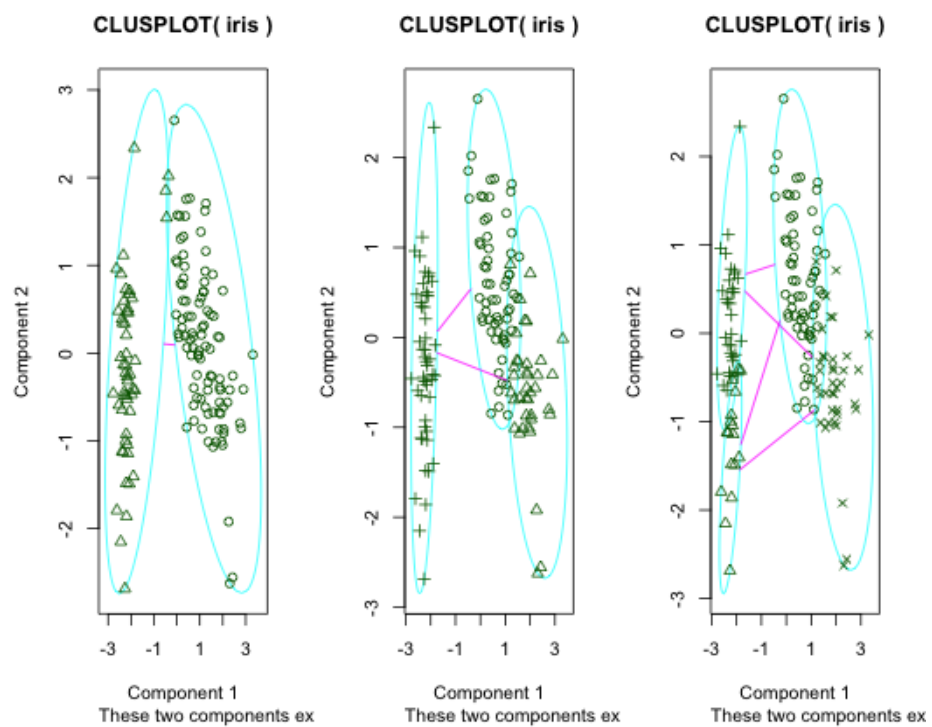 CLUSPLOT( iris )
Component 2
3
2
1
0
-1
-2
-3 -1 1 3
Component 1
These two components ex
CLUSPLOT( iris )
Component 2
2
1
0
-1
-2
-3
-3 -1 1 3
Component 1
These two components ex
CLUSPLOT( iris )
Component 2
2
1
0
-1
-2
-3
-3 -1 1 3
Component 1
These two components ex